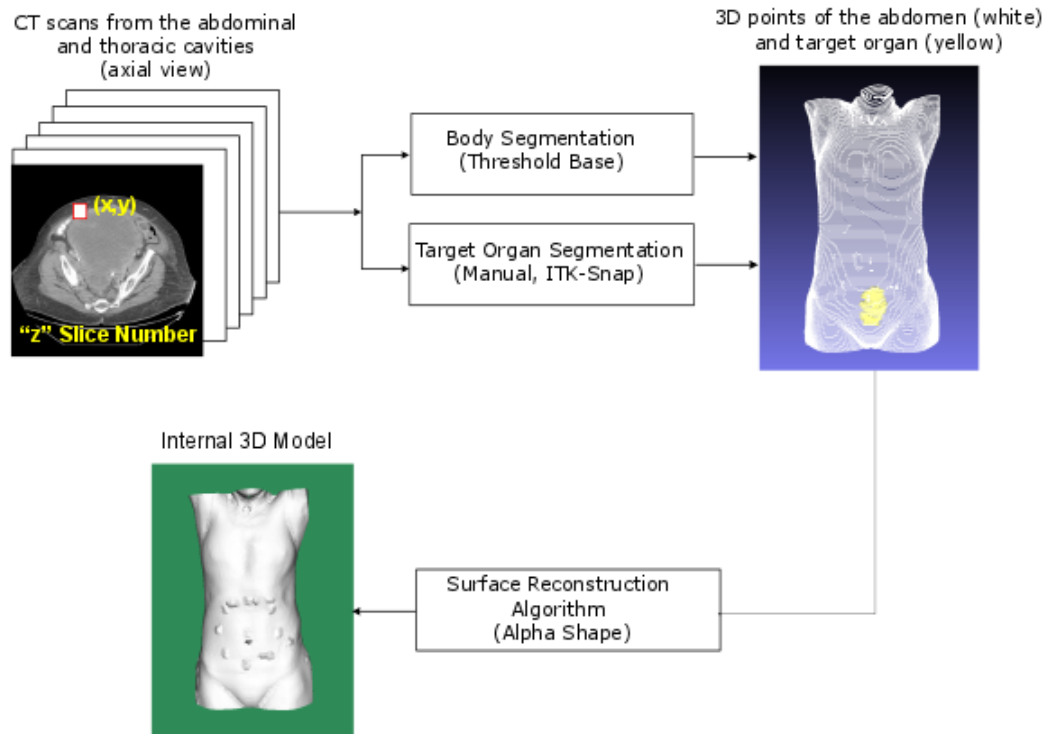 CT scans from the abdominal
and thoracic cavities
(axial view)
3D points of the abdomen (white)
and target organ (yellow)
Body Segmentation
(Threshold Base)
(x,y)
Target Organ Segmentation
(Manual, ITK-Snap)
“z” Slice Number
Internal 3D Model
Surface Reconstruction
Algorithm
(Alpha Shape)